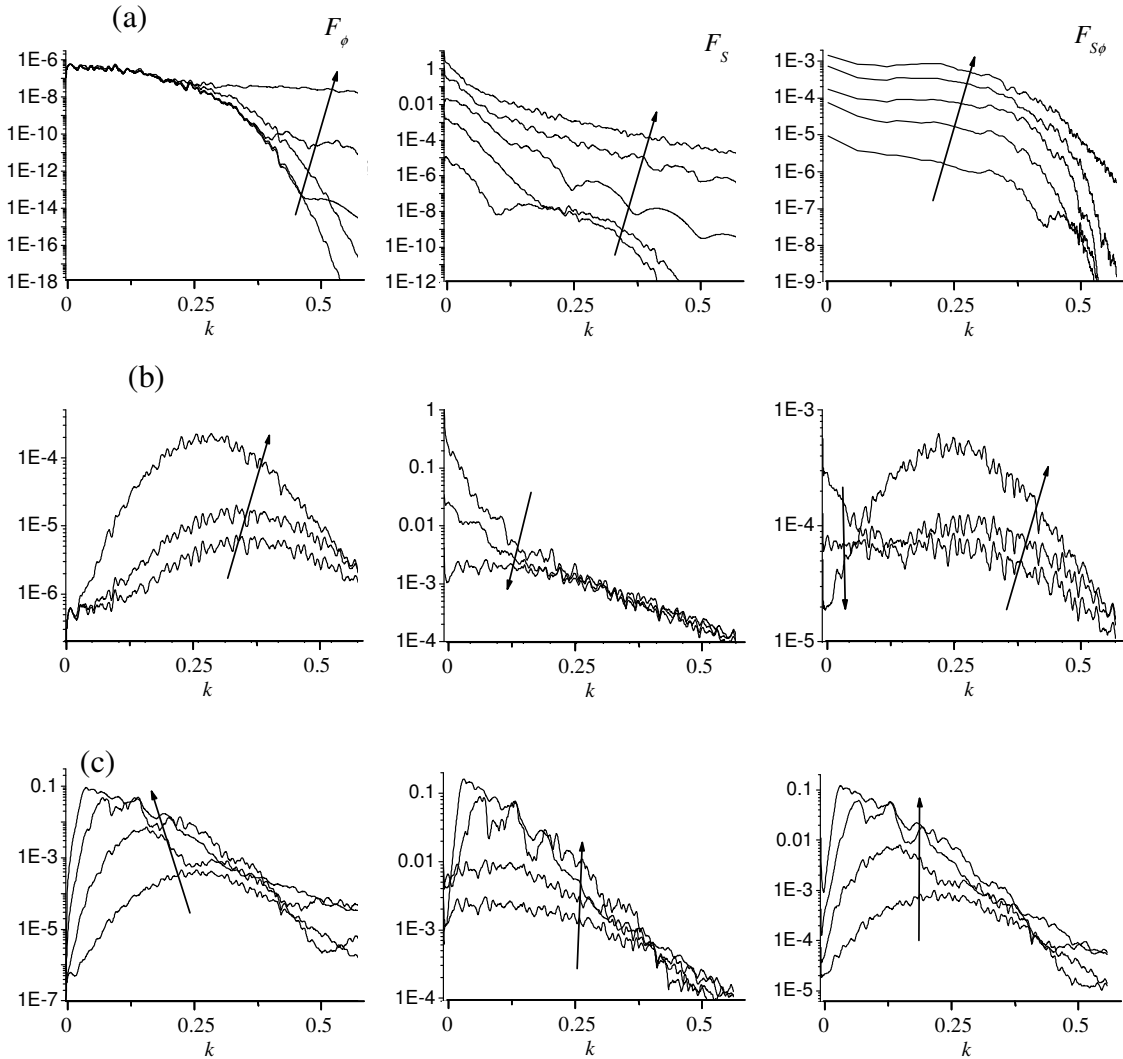 (a)
F_φ
F_S
F_{Sφ}
1E-6
1E-8
1E-10
1E-12
1E-14
1E-16
1E-18
0
0.25
0.5
k
1
0.01
1E-4
1E-6
1E-8
1E-10
1E-12
0
0.25
0.5
k
1E-3
1E-4
1E-5
1E-6
1E-7
1E-8
1E-9
0
0.25
0.5
k
(b)
1E-4
1E-5
1E-6
0
0.25
0.5
k
1
0.1
0.01
1E-3
1E-4
0
0.25
0.5
k
1E-3
1E-4
1E-5
0
0.25
0.5
k
(c)
0.1
1E-3
1E-5
1E-7
0
0.25
0.5
k
0.1
0.01
1E-3
1E-4
0
0.25
0.5
k
0.1
0.01
1E-3
1E-4
1E-5
0
0.25
0.5
k